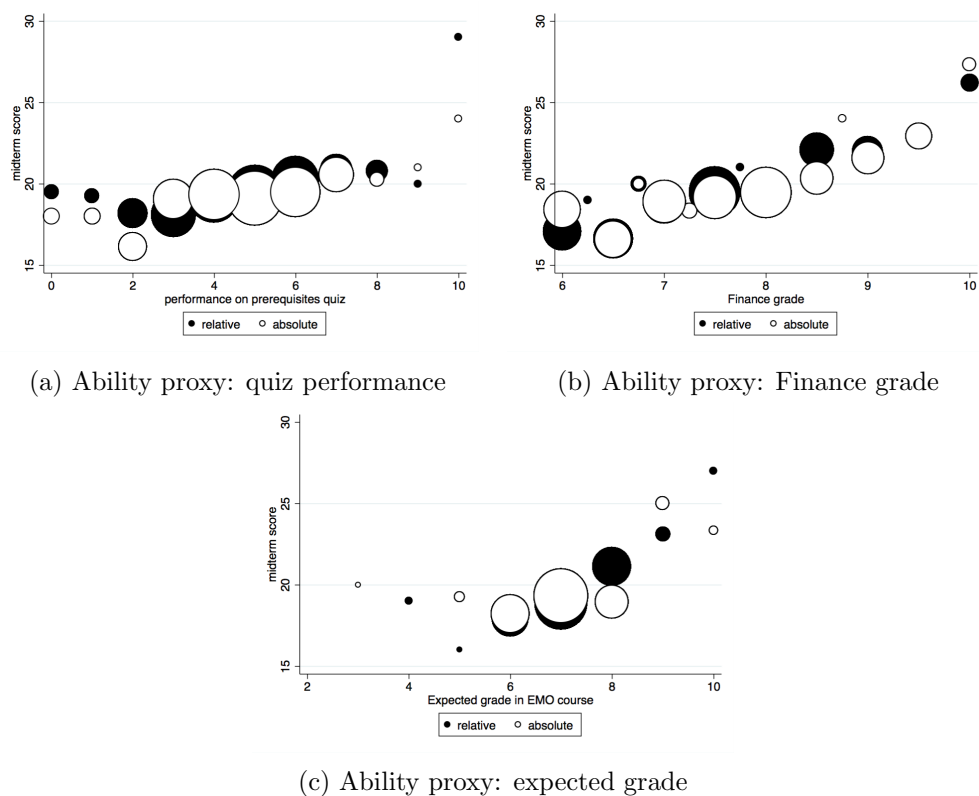 30
25
20
15
midterm score
0 2 4 6 8 10
performance on prerequisites quiz
relative absolute
(a) Ability proxy: quiz performance
30
25
20
15
midterm score
6 7 8 9 10
Finance grade
relative absolute
(b) Ability proxy: Finance grade
30
25
20
15
midterm score
2 4 6 8 10
Expected grade in EMO course
relative absolute
(c) Ability proxy: expected grade